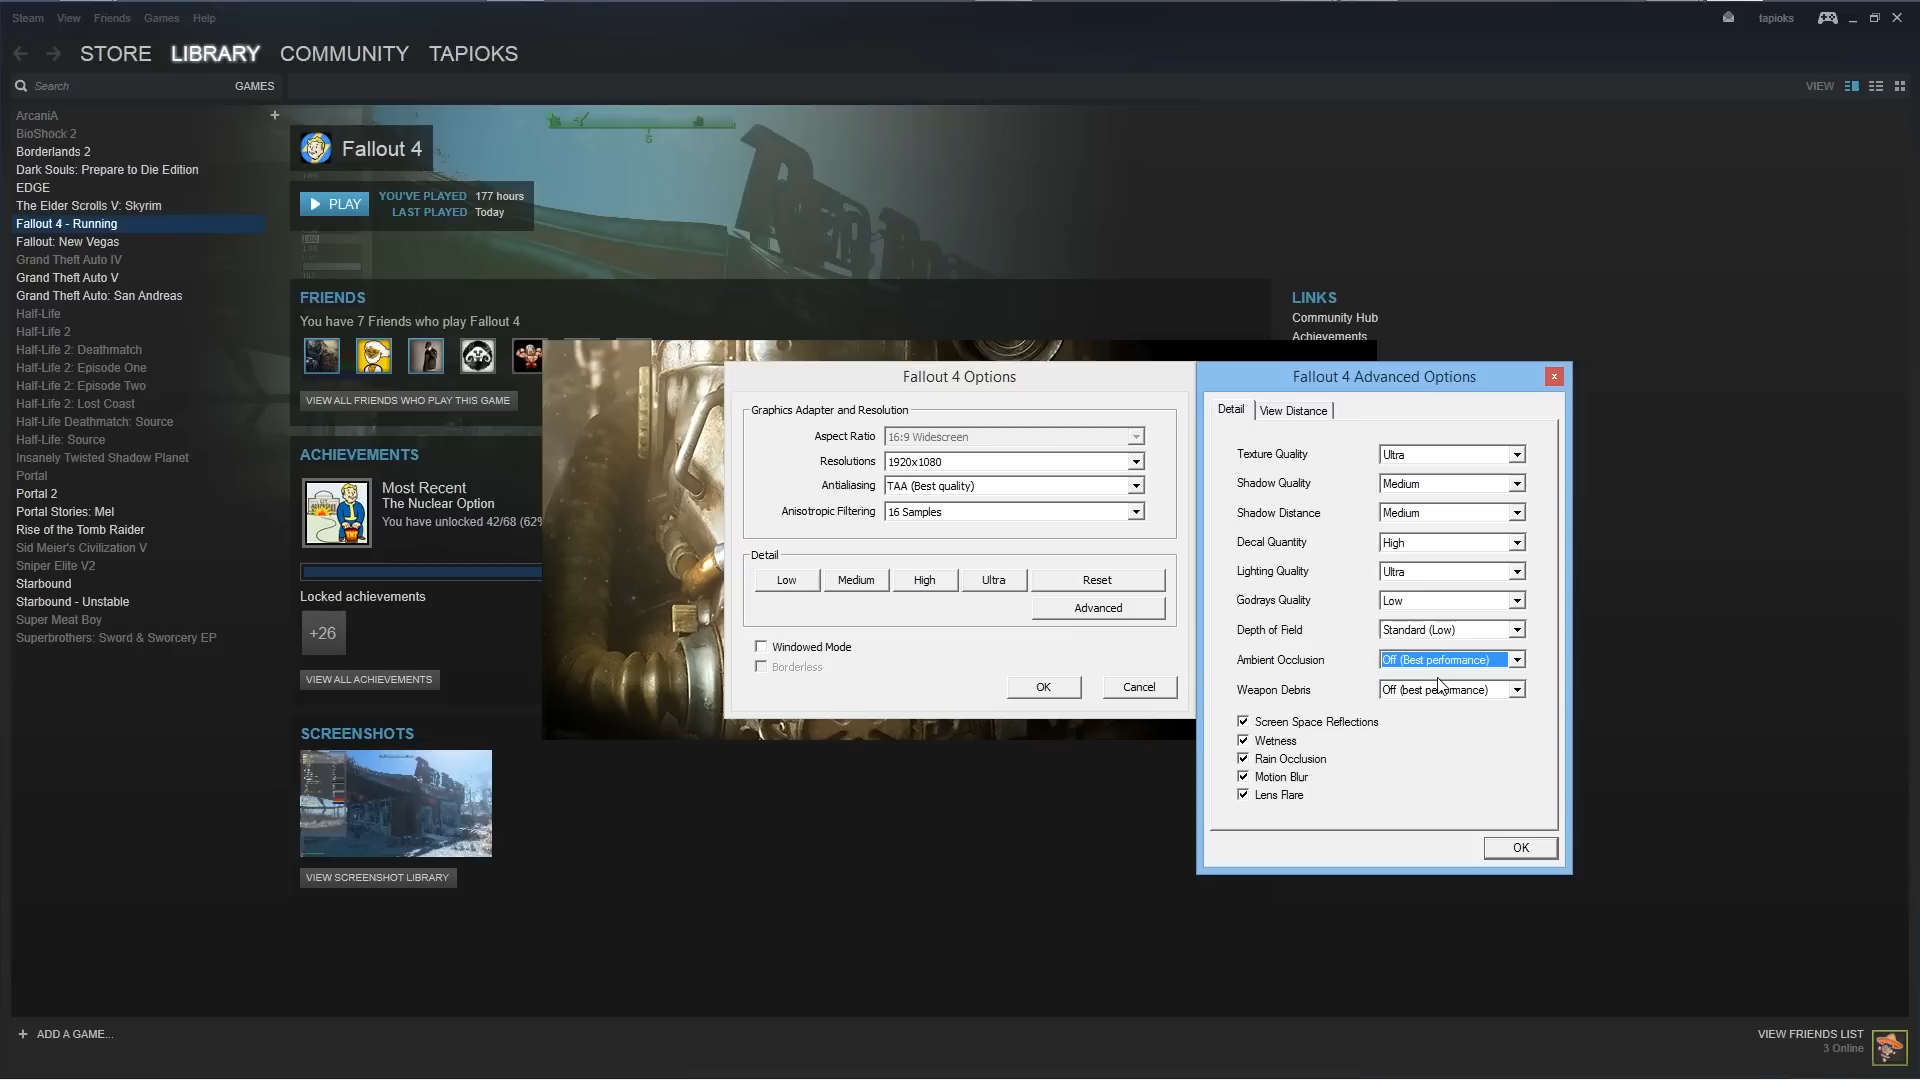 Steam View Friends Games Help
tapioks
STORE LIBRARY COMMUNITY TAPIOKS
Search GAMES
VIEW
ArcaniA
BioShock 2
Borderlands 2
Dark Souls: Prepare to Die Edition
EDGE
The Elder Scrolls V: Skyrim
Fallout 4 - Running
Fallout: New Vegas
Grand Theft Auto IV
Grand Theft Auto V
Grand Theft Auto: San Andreas
Half-Life
Half-Life 2
Half-Life 2: Deathmatch
Half-Life 2: Episode One
Half-Life 2: Episode Two
Half-Life 2: Lost Coast
Half-Life Deathmatch: Source
Half-Life: Source
Insanely Twisted Shadow Planet
Portal
Portal 2
Portal Stories: Mel
Rise of the Tomb Raider
Sid Meier's Civilization V
Sniper Elite V2
Starbound
Starbound - Unstable
Super Meat Boy
Superbrothers: Sword & Sworcery EP
+ ADD A GAME...
Fallout 4
PLAY
YOU'VE PLAYED 177 hours
LAST PLAYED Today
FRIENDS
You have 7 Friends who play Fallout 4
VIEW ALL FRIENDS WHO PLAY THIS GAME
ACHIEVEMENTS
Most Recent
The Nuclear Option
You have unlocked 42/68 (62%
Locked achievements
+26
VIEW ALL ACHIEVEMENTS
SCREENSHOTS
VIEW SCREENSHOT LIBRARY
LINKS
Community Hub
Achievements
Fallout 4 Options
Graphics Adapter and Resolution
Aspect Ratio 16:9 Widescreen
Resolutions 1920x1080
Antialiasing TAA (Best quality)
Anisotropic Filtering 16 Samples
Detail
Low Medium High Ultra Reset
Advanced
Windowed Mode
Borderless
OK Cancel
Fallout 4 Advanced Options
Detail View Distance
Texture Quality Ultra
Shadow Quality Medium
Shadow Distance Medium
Decal Quantity High
Lighting Quality Ultra
Godrays Quality Low
Depth of Field Standard (Low)
Ambient Occlusion Off (Best performance)
Weapon Debris Off (best performance)
Screen Space Reflections
Wetness
Rain Occlusion
Motion Blur
Lens Flare
OK
VIEW FRIENDS LIST
3 Online